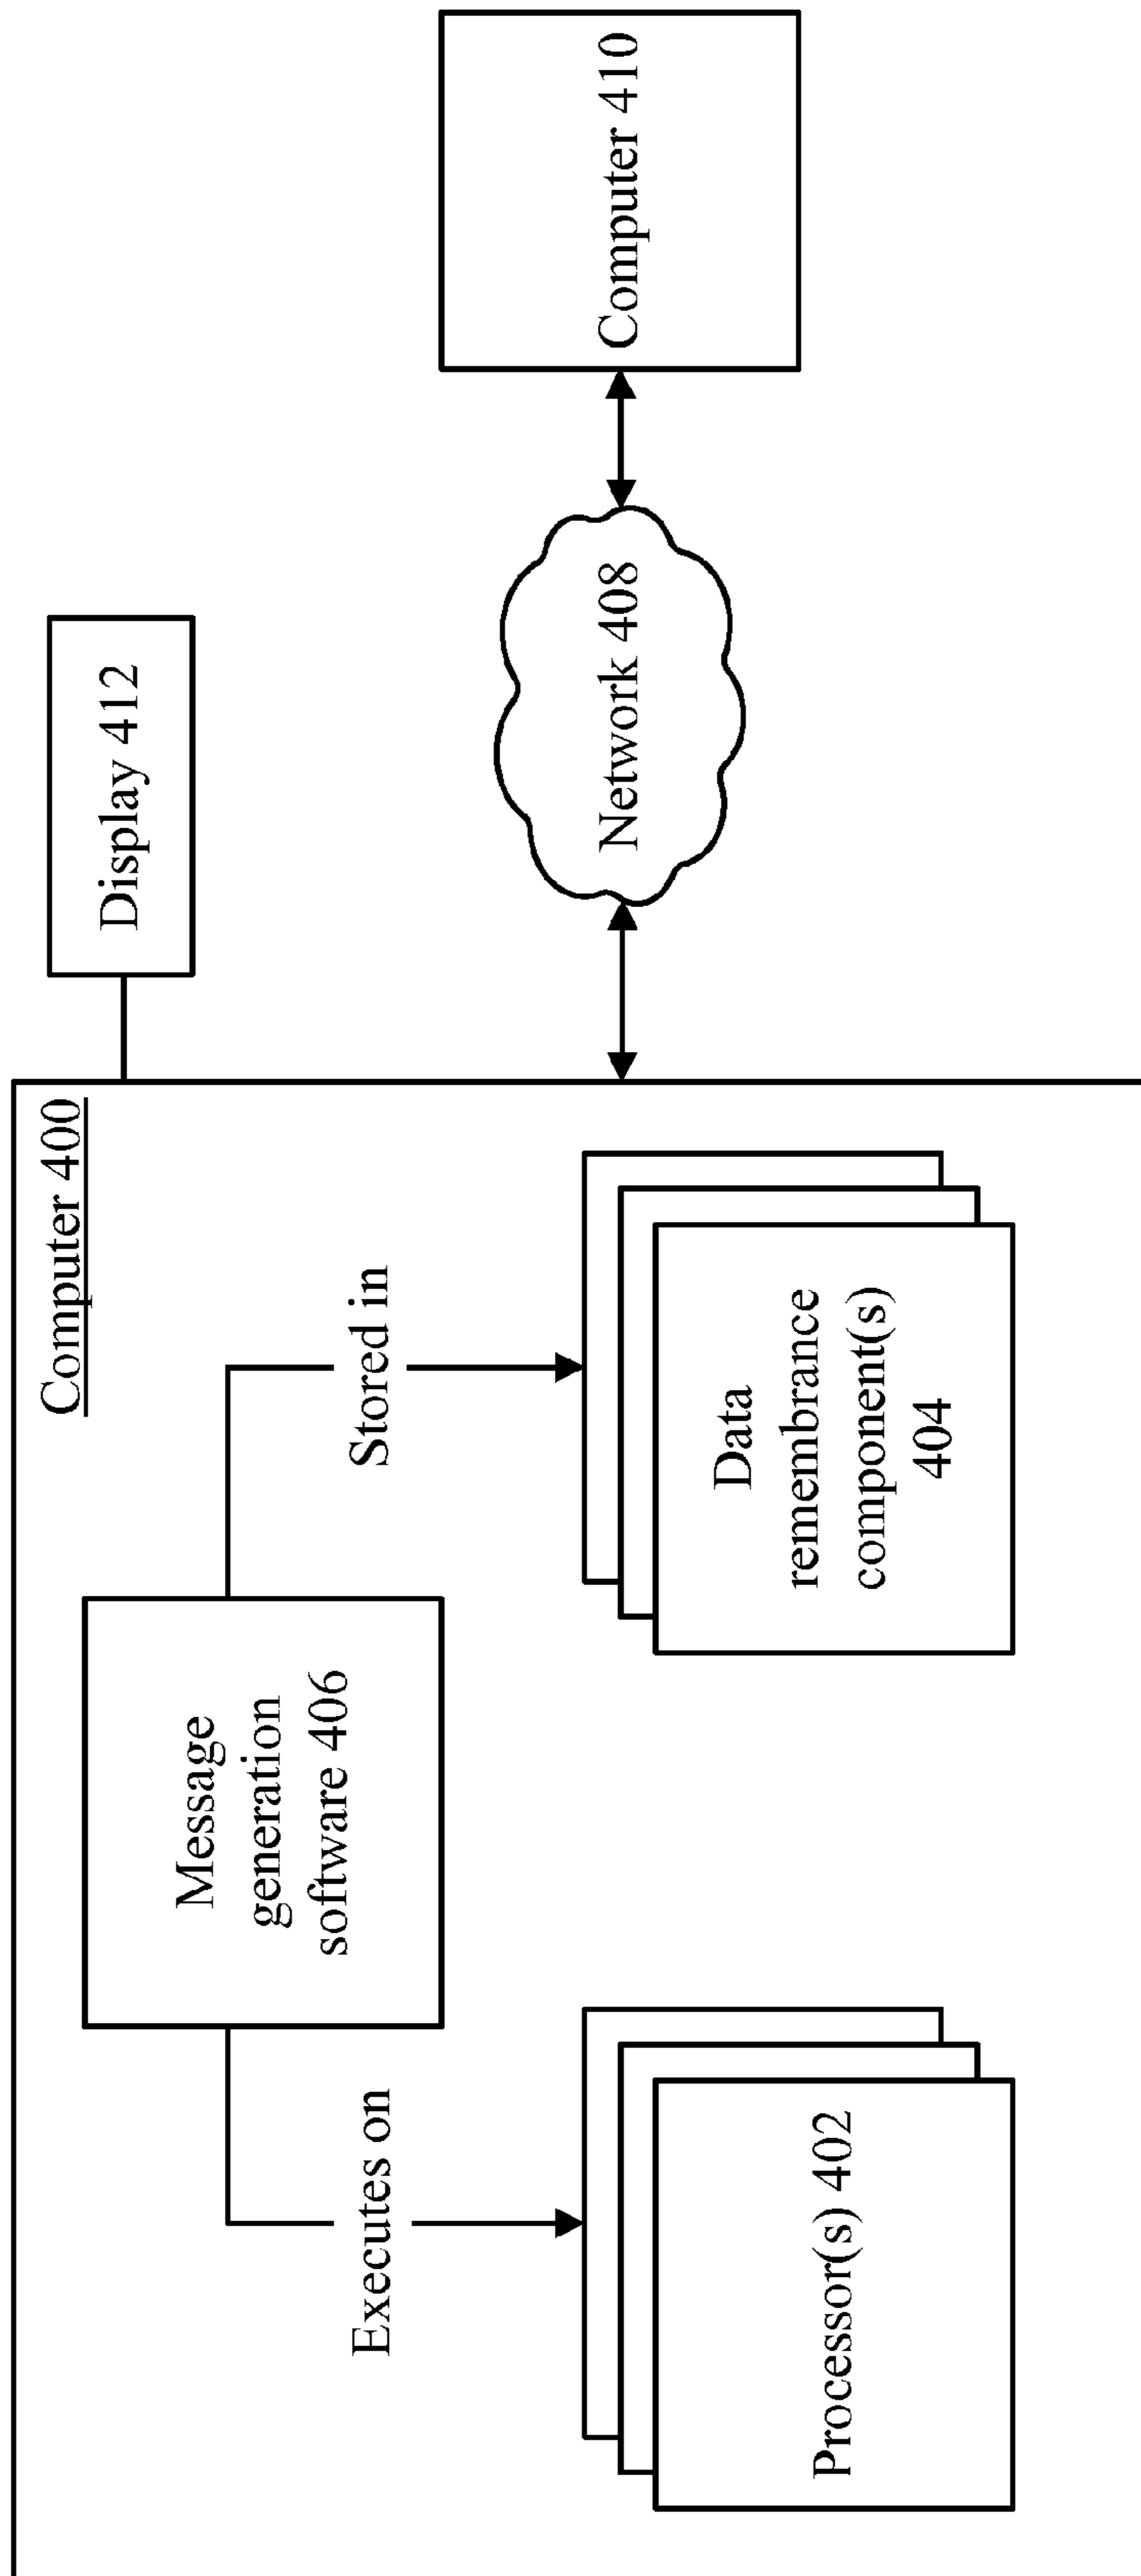 Computer 400
Message
generation
software 406
Executes on
Stored in
Processor(s) 402
Data
remembrance
component(s)
404
Display 412
Network 408
Computer 410